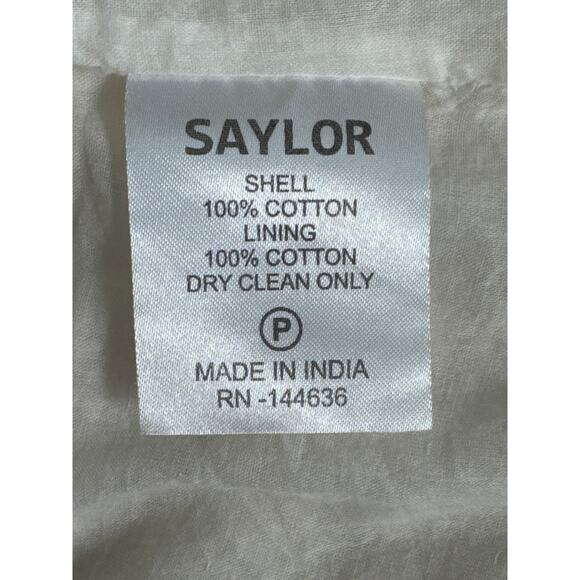 SAYLOR
SHELL
100% COTTON
LINING
100% COTTON
DRY CLEAN ONLY
P
MADE IN INDIA
RN -144636